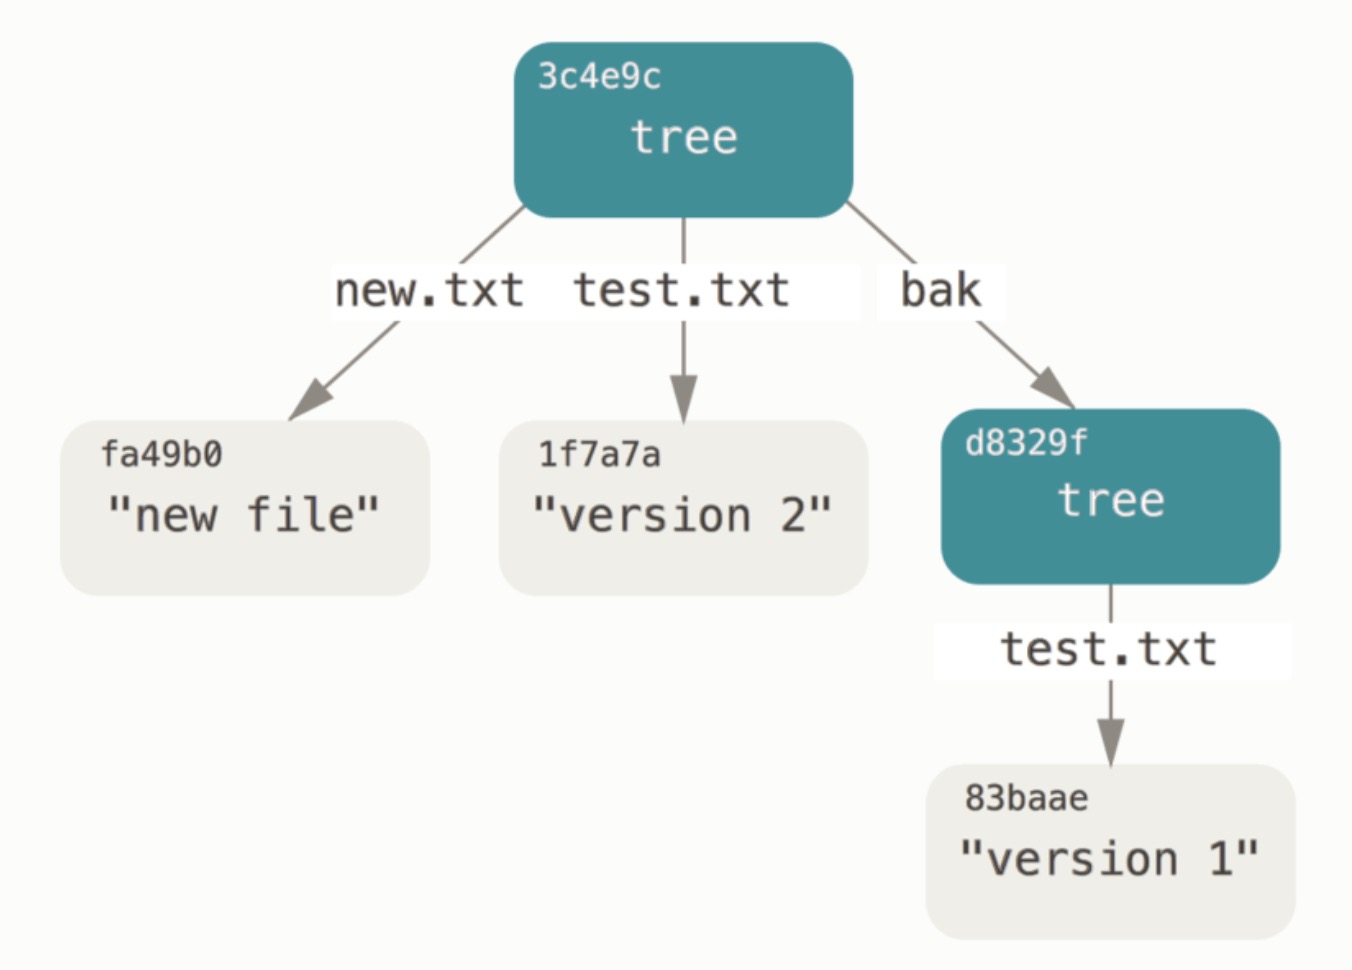 3c4e9c
tree
new.txt
test.txt
bak
fa49b0
"new file"
1f7a7a
"version 2"
d8329f
tree
test.txt
83baae
"version 1"